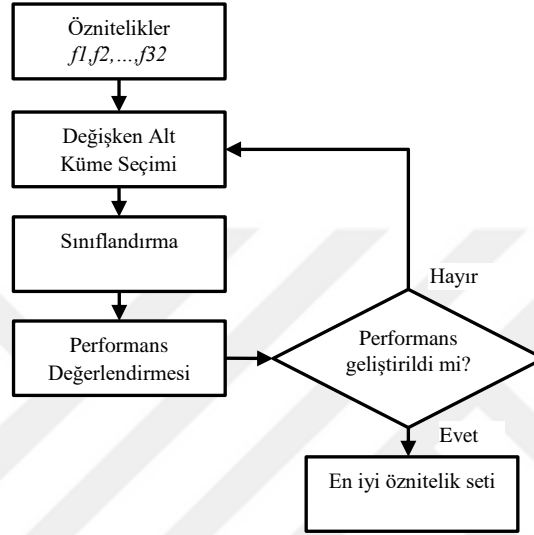 Öznitelikler
f1,f2,...,f32
Değişken Alt
Küme Seçimi
Sınıflandırma
Performans
Değerlendirmesi
Hayır
Performans
geliştirildi mi?
Evet
En iyi öznitelik seti